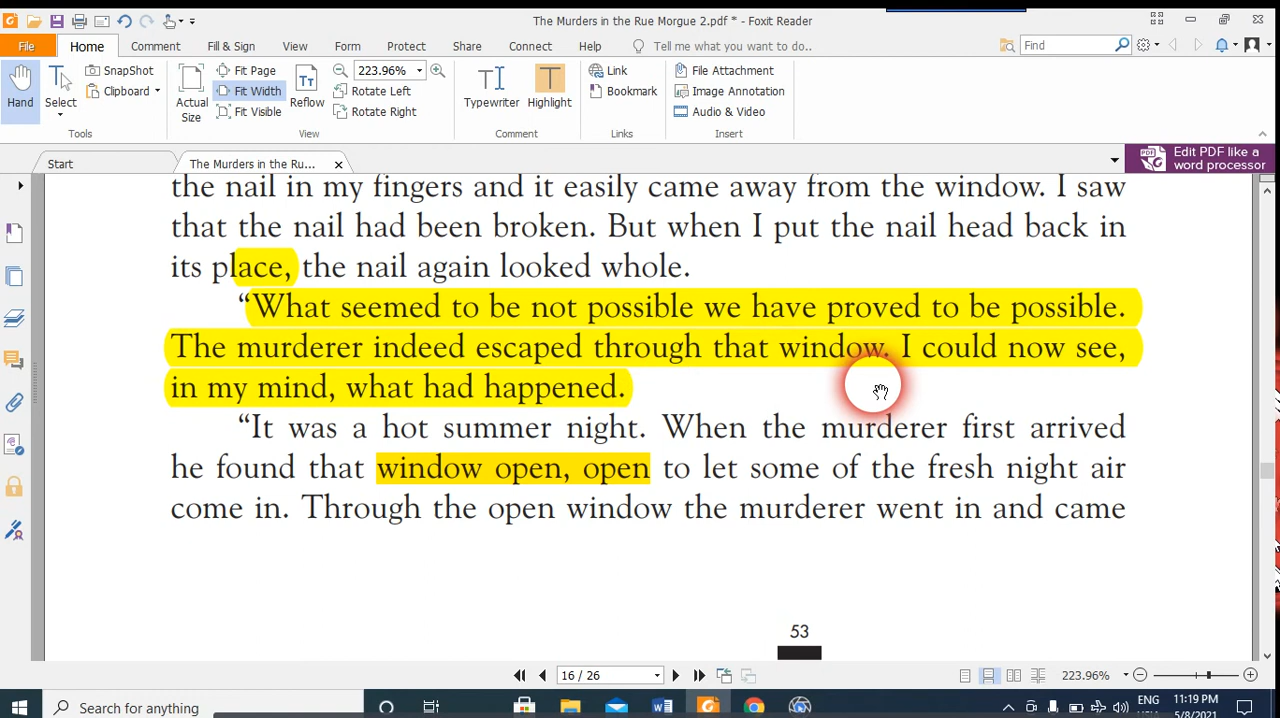 The Murders in the Rue Morgue 2.pdf * - Foxit Reader
File Home Comment Fill & Sign View Form Protect Share Connect Help Tell me what you want to do.. Find
Hand Select SnapShot Clipboard Actual Size Fit Page Fit Width Fit Visible Reflow 223.96% Rotate Left Rotate Right Typewriter Highlight Link Bookmark File Attachment Image Annotation Audio & Video
Tools View Comment Links Insert
Start The Murders in the Ru... Edit PDF like a word processor
the nail in my fingers and it easily came away from the window. I saw
that the nail had been broken. But when I put the nail head back in
its place, the nail again looked whole.
“What seemed to be not possible we have proved to be possible.
The murderer indeed escaped through that window. I could now see,
in my mind, what had happened.
“It was a hot summer night. When the murderer first arrived
he found that window open, open to let some of the fresh night air
come in. Through the open window the murderer went in and came
53
16 / 26 223.96%
Search for anything ENG 11:19 PM
5/8/2021